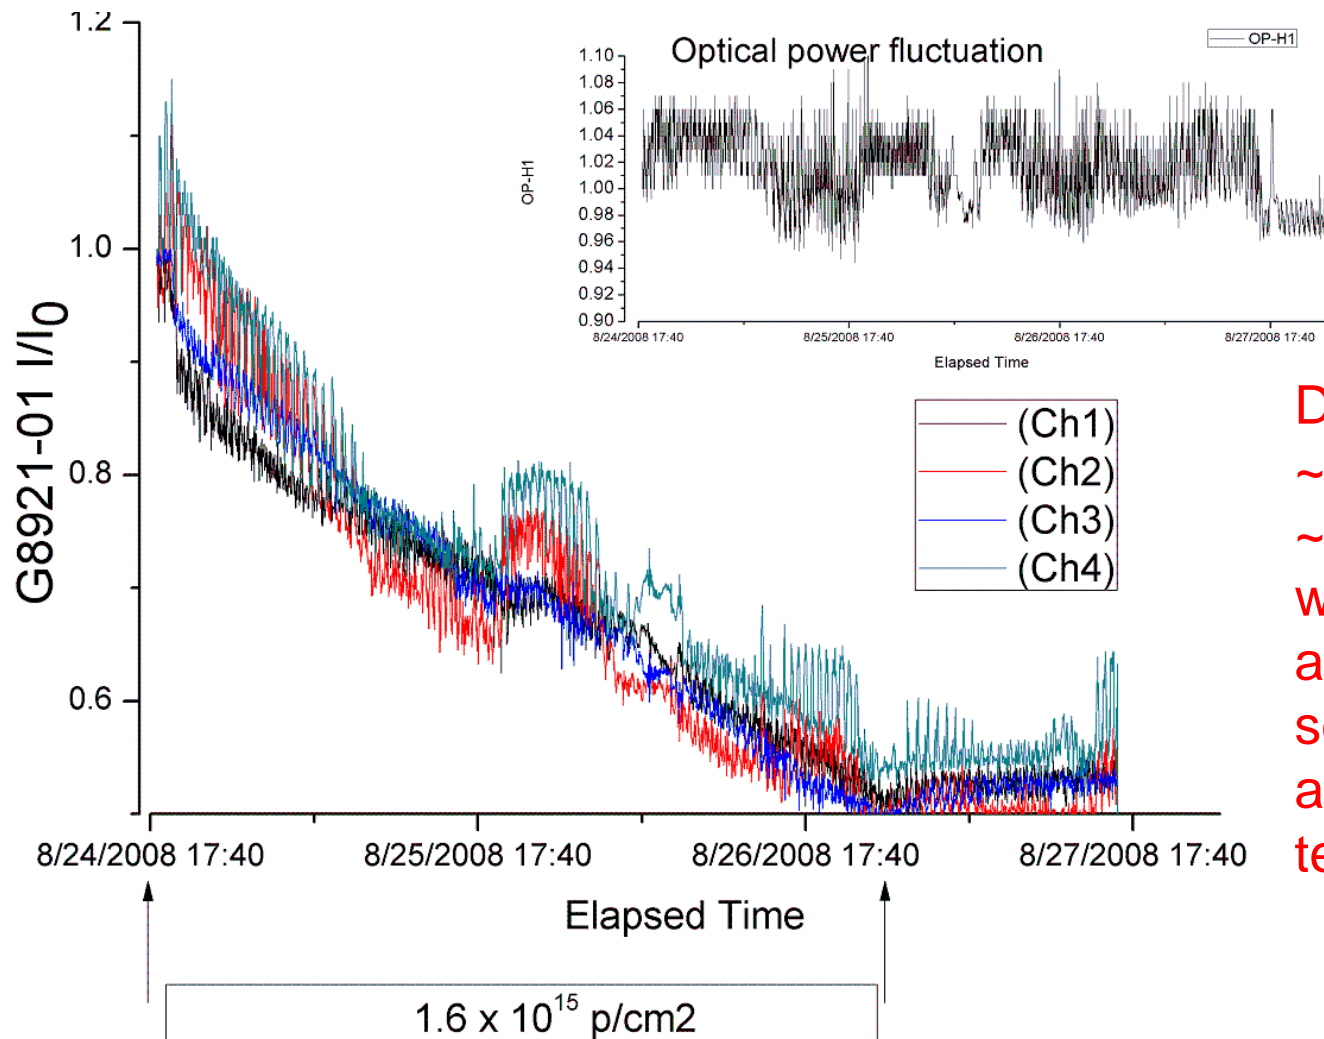 1.2
1.0
0.8
0.6
G8921-01 I/I0
8/24/2008 17:40
8/25/2008 17:40
8/26/2008 17:40
8/27/2008 17:40
Elapsed Time
1.6 x 10^15 p/cm2
Optical power fluctuation
OP-H1
1.10
1.08
1.06
1.04
1.02
1.00
0.98
0.96
0.94
0.92
0.90
OP-H1
8/24/2008 17:40
8/25/2008 17:40
8/26/2008 17:40
8/27/2008 17:40
Elapsed Time
(Ch1)
(Ch2)
(Ch3)
(Ch4)
D
~
~
w
a
a
te